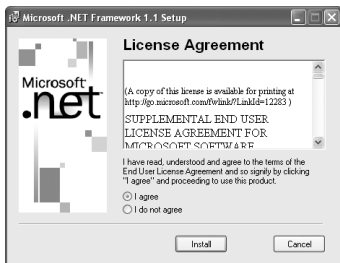 Microsoft .NET Framework 1.1 Setup
Microsoft
.net
License Agreement
(A copy of this license is available for printing at
http://go.microsoft.com/fwlink/?LinkId=12283 )
SUPPLEMENTAL END USER
LICENSE AGREEMENT FOR
MICROSOFT SOFTWARE
I have read, understood and agree to the terms of the
End User License Agreement and so signify by clicking
"I agree" and proceeding to use this product.
I agree
I do not agree
Install
Cancel